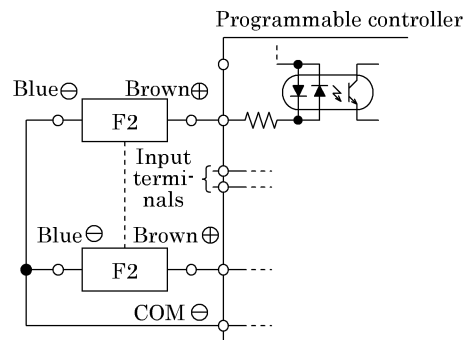 Programmable controller
Blue ⊖ Brown ⊕
F2
Input
termi-
nals
Blue ⊖ Brown ⊕
F2
COM ⊖